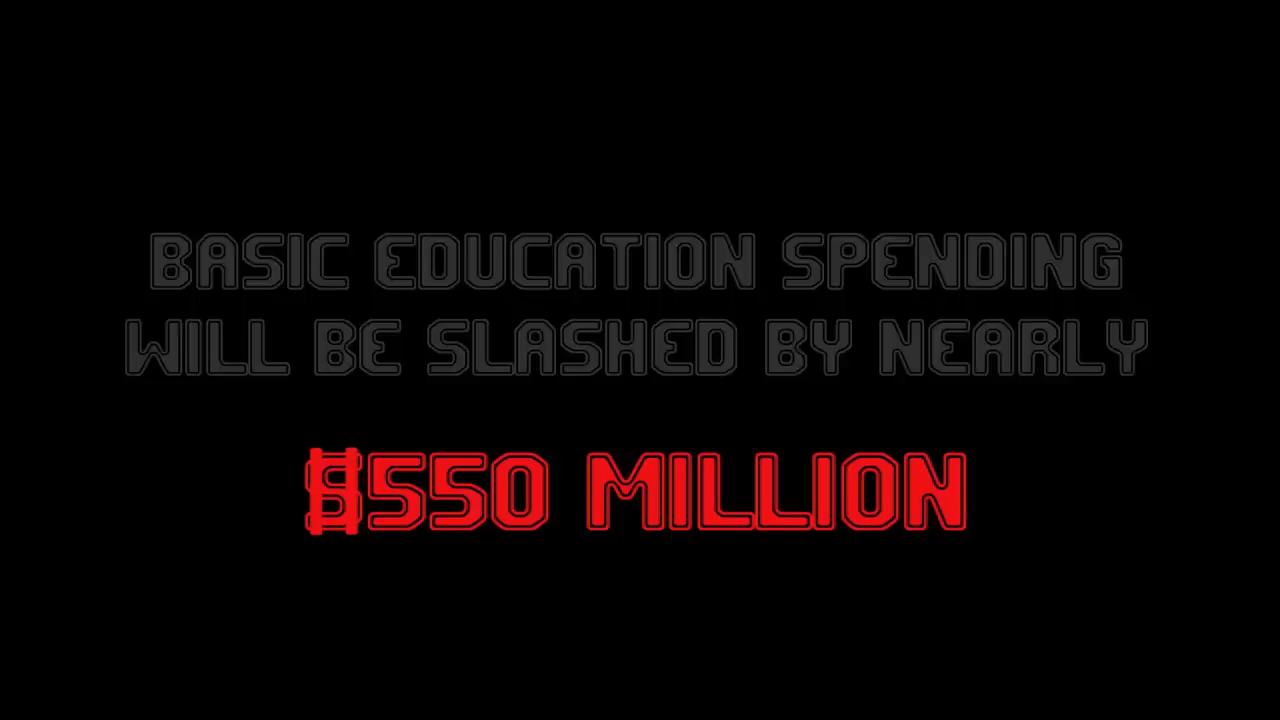 BASIC EDUCATION SPENDING
WILL BE SLASHED BY NEARLY
$550 MILLION